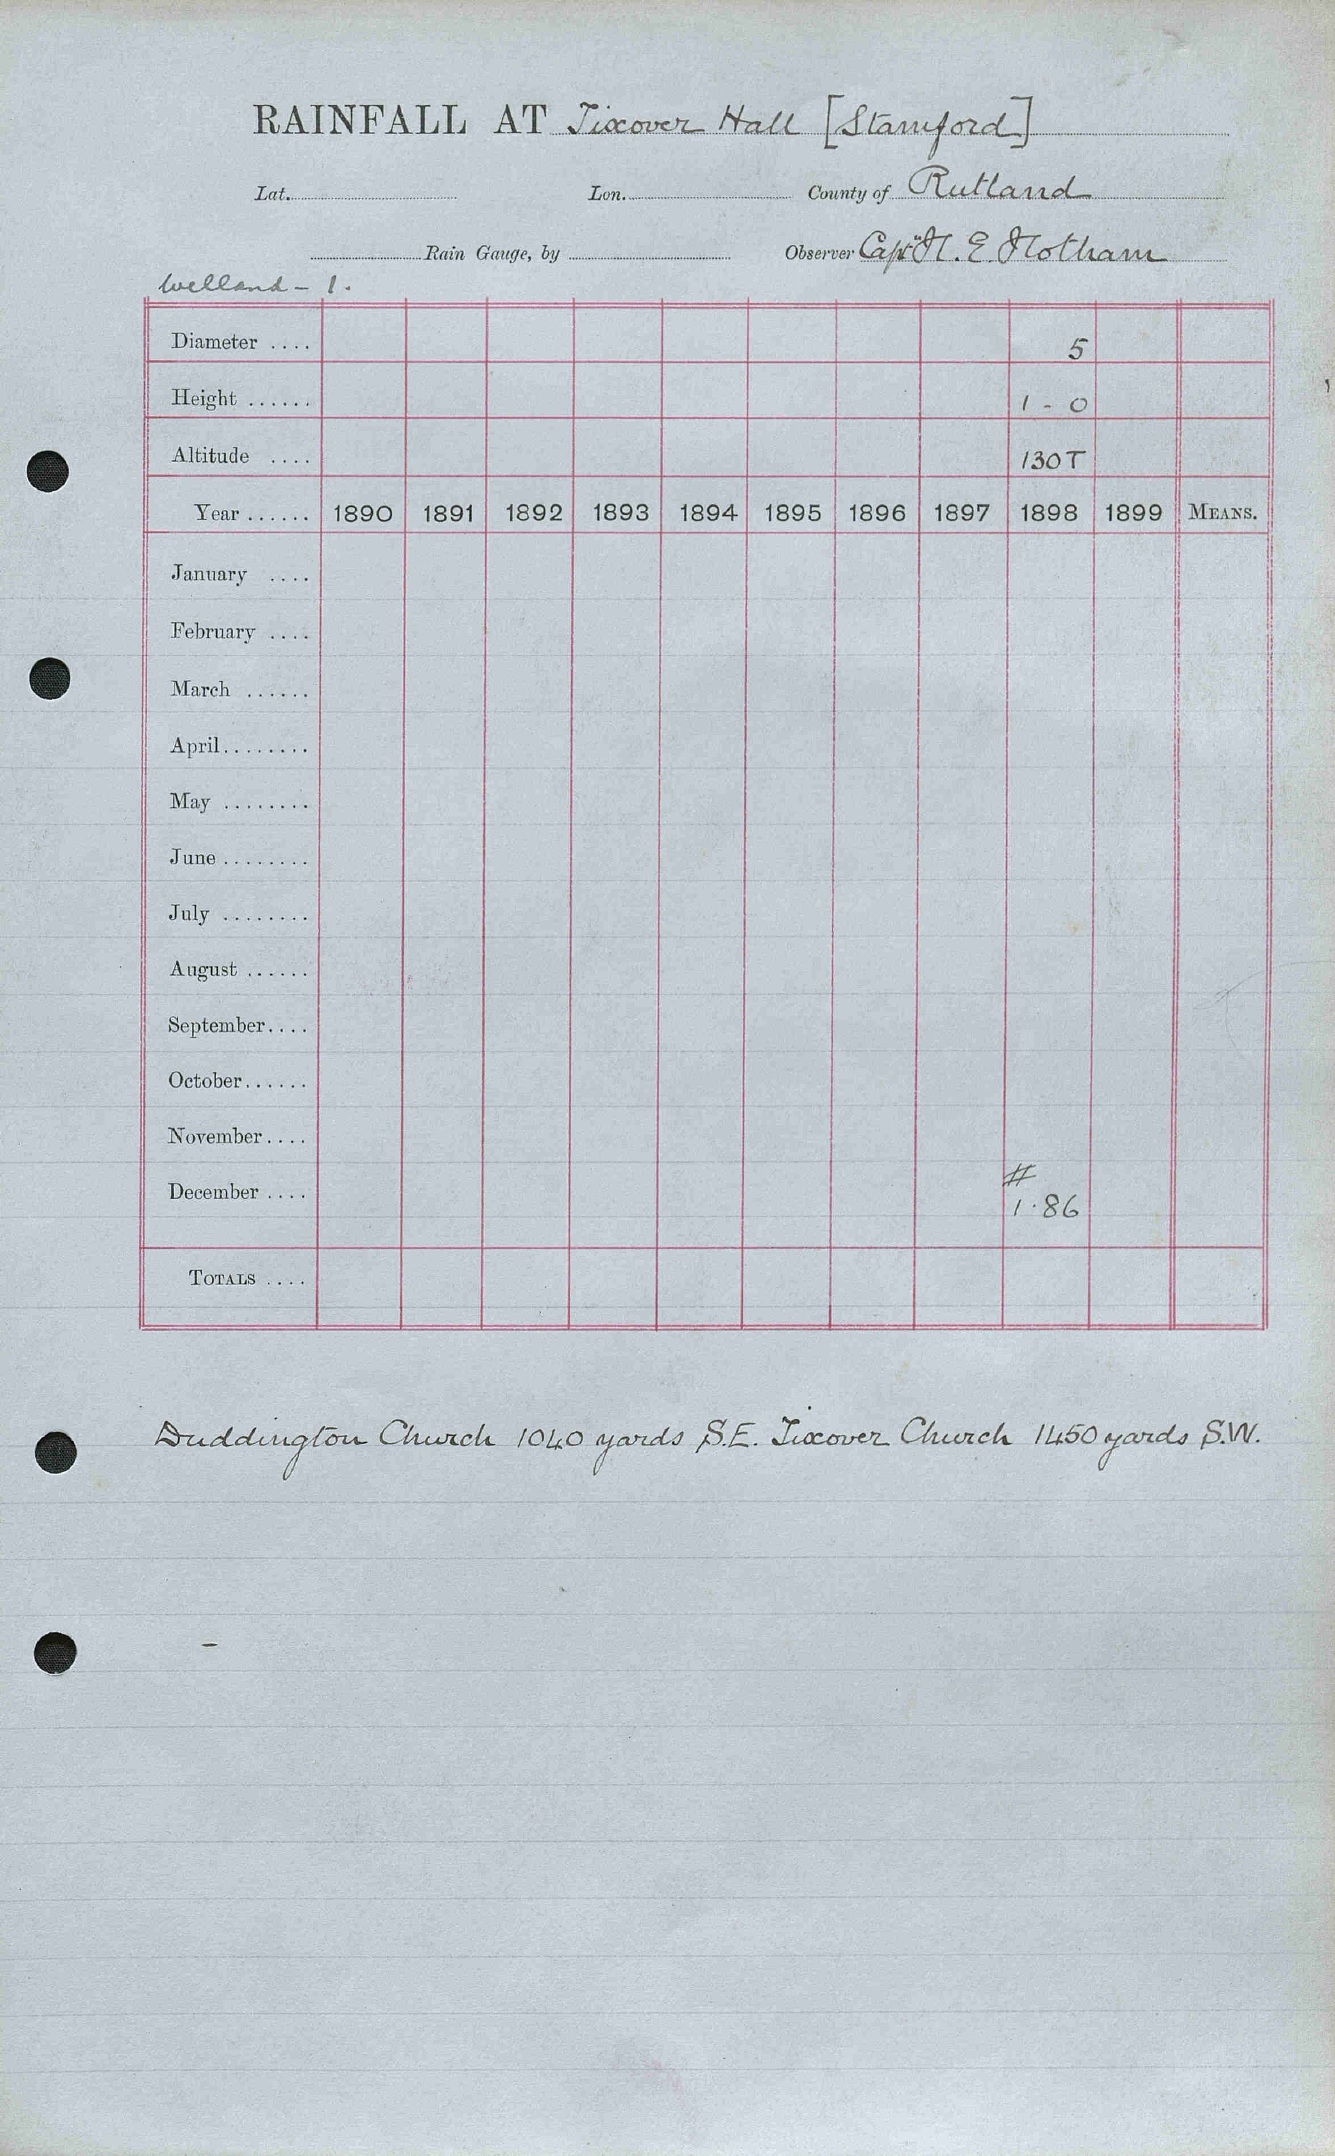 RAINFALL AT Tixover Hall [Stamford]
Lat. Lon. County of Rutland
Rain Gauge, by Observer Captn H. E. Hotham
Welland - 1.
Diameter .... 5
Height ...... 1 - 0
Altitude .... 130T
Year ...... 1890 1891 1892 1893 1894 1895 1896 1897 1898 1899 MEANS.
January ....
February ....
March ......
April........
May ........
June ........
July ........
August ......
September....
October......
November....
December .... #
1.86
TOTALS ....
Duddington Church 1040 yards S.E. Tixover Church 1450 yards S.W.